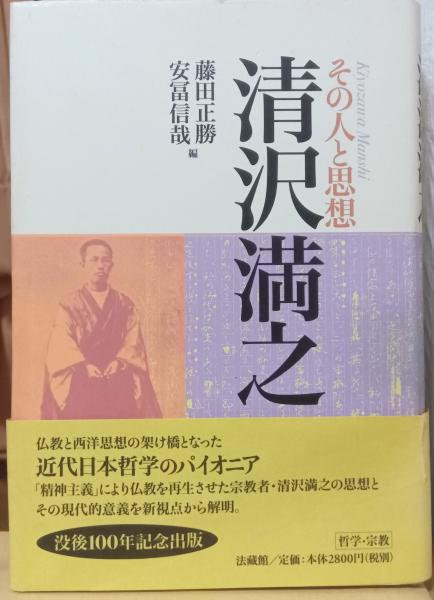 清沢満之
その人と思想
Kiyozawa Manshi
藤田正勝
安冨信哉 編
仏教と西洋思想の架け橋となった
近代日本哲学のパイオニア
「精神主義」により仏教を再生させた宗教者・清沢満之の思想と
その現代的意義を新視点から解明。
没後100年記念出版
哲学・宗教
法藏館/定価:本体2800円(税別)